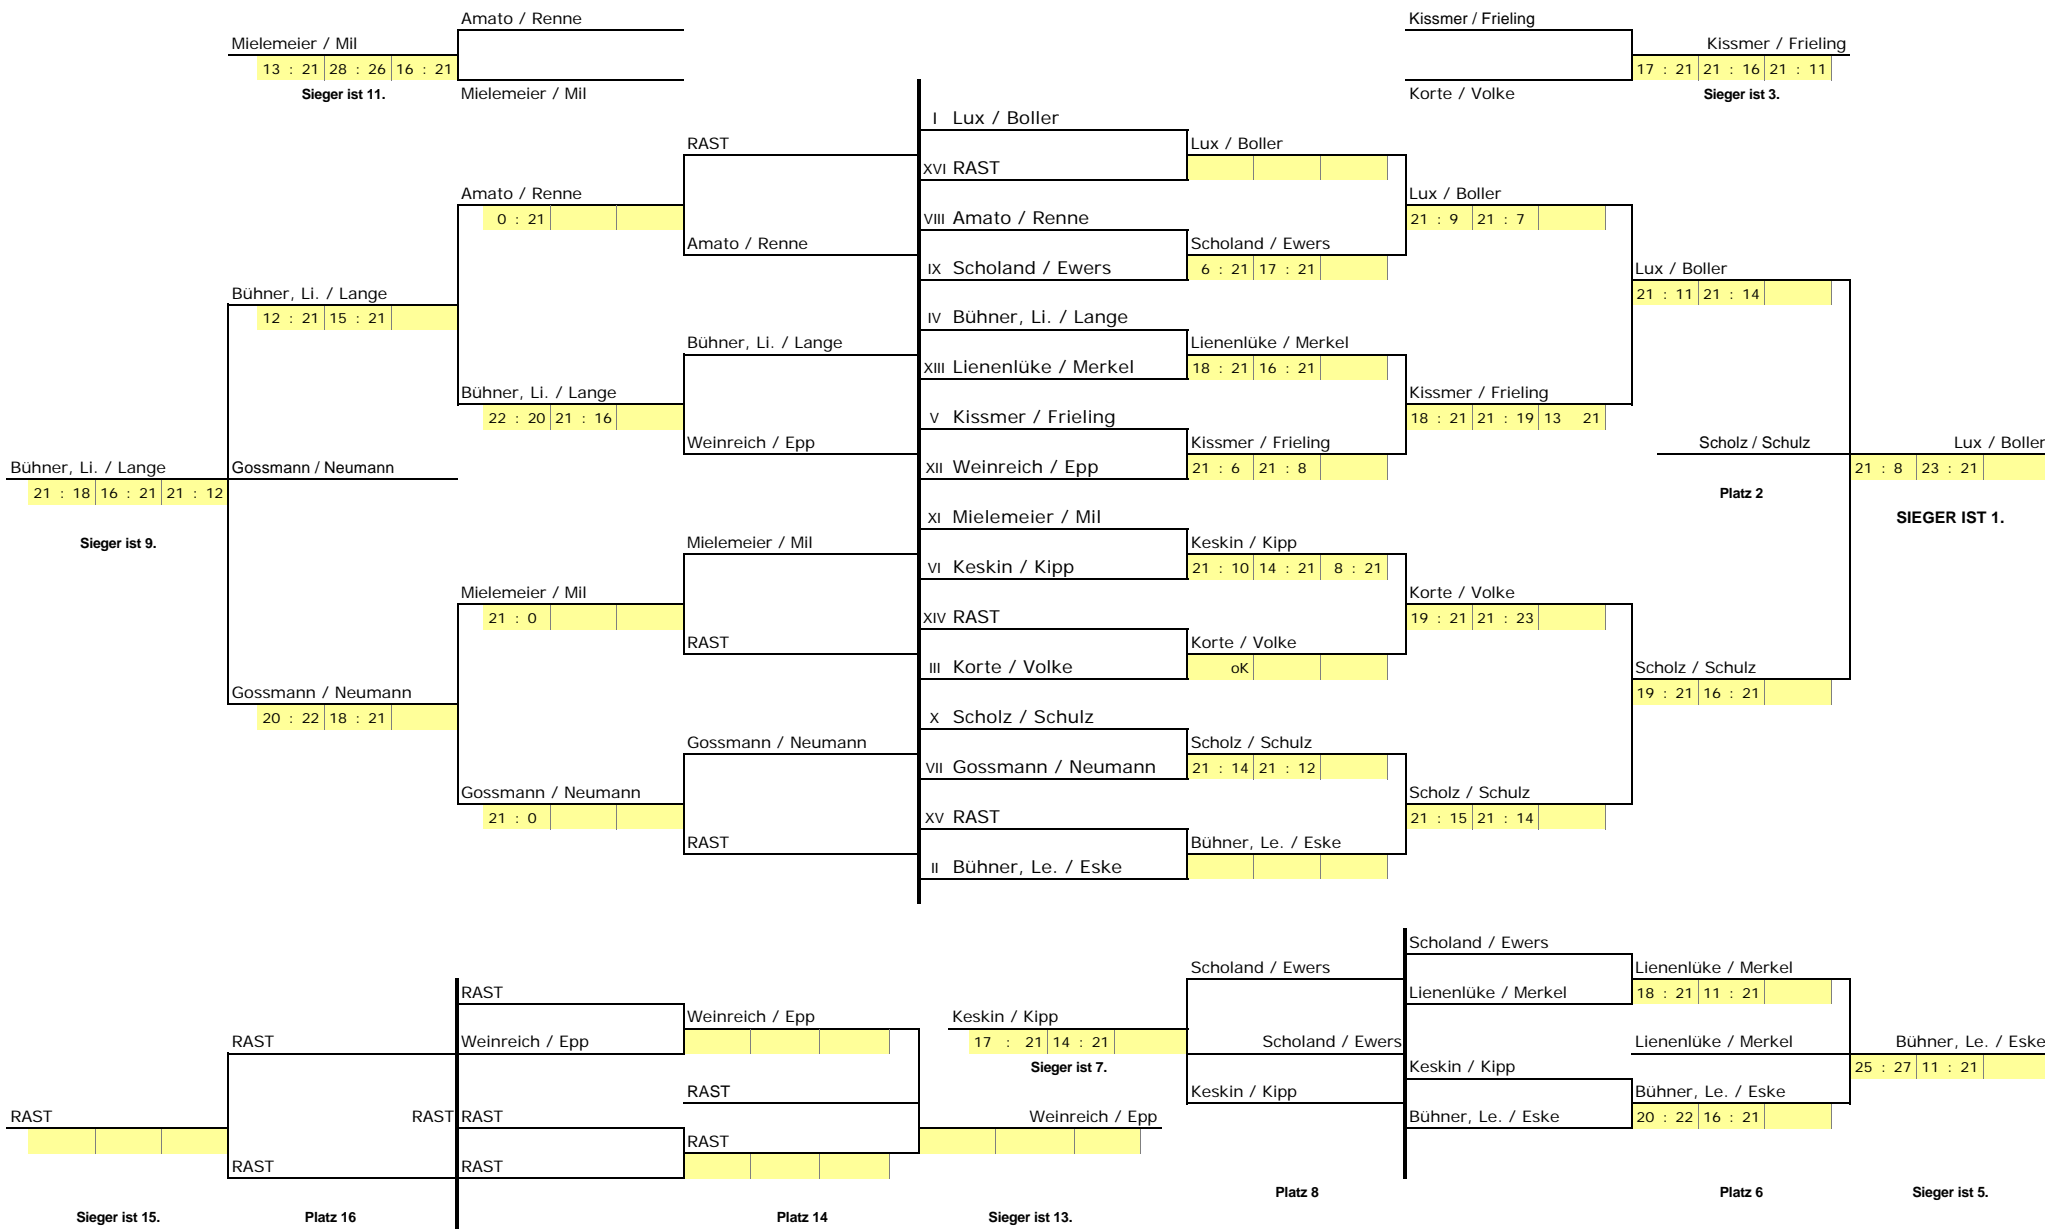 Amato / Renne
Kissmer / Frieling
Mielemeier / Mil
Kissmer / Frieling
13 : 21 28 : 26 16 : 21
17 : 21 21 : 16 21 : 11
Sieger ist 11.
Mielemeier / Mil
Korte / Volke
Sieger ist 3.
I Lux / Boller
RAST
Lux / Boller
XVI RAST
Amato / Renne
Lux / Boller
0 : 21
VIII Amato / Renne
21 : 9 21 : 7
Amato / Renne
Scholand / Ewers
IX Scholand / Ewers
6 : 21 17 : 21
Lux / Boller
Bühner, Li. / Lange
21 : 11 21 : 14
12 : 21 15 : 21
IV Bühner, Li. / Lange
Bühner, Li. / Lange
Lienenlüke / Merkel
XIII Lienenlüke / Merkel
18 : 21 16 : 21
Bühner, Li. / Lange
Kissmer / Frieling
22 : 20 21 : 16
V Kissmer / Frieling
18 : 21 21 : 19 13 21
Weinreich / Epp
Kissmer / Frieling
Scholz / Schulz
Lux / Boller
Bühner, Li. / Lange
Gossmann / Neumann
XII Weinreich / Epp
21 : 6 21 : 8
21 : 8 23 : 21
21 : 18 16 : 21 21 : 12
Platz 2
XI Mielemeier / Mil
SIEGER IST 1.
Sieger ist 9.
Mielemeier / Mil
Keskin / Kipp
VI Keskin / Kipp
21 : 10 14 : 21 8 : 21
Mielemeier / Mil
Korte / Volke
21 : 0
XIV RAST
19 : 21 21 : 23
RAST
Korte / Volke
III Korte / Volke
oK
Scholz / Schulz
Gossmann / Neumann
19 : 21 16 : 21
20 : 22 18 : 21
X Scholz / Schulz
Gossmann / Neumann
Scholz / Schulz
VII Gossmann / Neumann
21 : 14 21 : 12
Gossmann / Neumann
Scholz / Schulz
21 : 0
XV RAST
21 : 15 21 : 14
RAST
Bühner, Le. / Eske
II Bühner, Le. / Eske
Scholand / Ewers
Scholand / Ewers
Lienenlüke / Merkel
RAST
Lienenlüke / Merkel
18 : 21 11 : 21
Weinreich / Epp
Keskin / Kipp
RAST
Weinreich / Epp
17 : 21 14 : 21
Scholand / Ewers
Lienenlüke / Merkel
Bühner, Le. / Eske
Sieger ist 7.
Keskin / Kipp
25 : 27 11 : 21
RAST
Keskin / Kipp
Bühner, Le. / Eske
RAST
RAST
RAST
Weinreich / Epp
Bühner, Le. / Eske
20 : 22 16 : 21
RAST
RAST
RAST
Platz 8
Platz 6
Sieger ist 5.
Sieger ist 15.
Platz 16
Platz 14
Sieger ist 13.